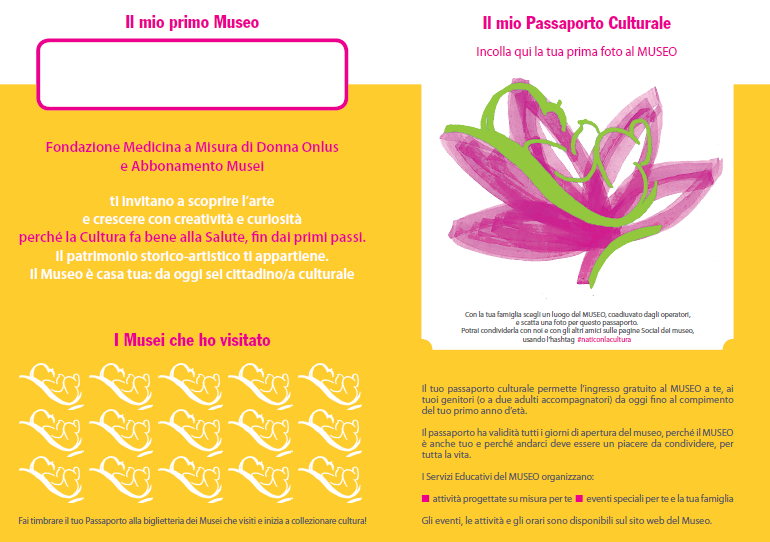 Il mio primo Museo
Fondazione Medicina a Misura di Donna Onlus
e Abbonamento Musei
ti invitano a scoprire l'arte
e crescere con creatività e curiosità
perché la Cultura fa bene alla Salute, fin dai primi passi.
Il patrimonio storico-artistico ti appartiene.
Il Museo è casa tua: da oggi sei cittadino/a culturale
I Musei che ho visitato
Fai timbrare il tuo Passaporto alla biglietteria dei Musei che visiti e inizia a collezionare cultura!
Il mio Passaporto Culturale
Incolla qui la tua prima foto al MUSEO
Con la tua famiglia scegli un luogo del MUSEO, coadiuvato dagli operatori,
e scatta una foto per questo passaporto.
Potrai condividerla con noi e con gli altri amici sulle pagine Social dei museo,
usando l'hashtag #naticonlacultura
Il tuo passaporto culturale permette l'ingresso gratuito al MUSEO a te, ai
tuoi genitori (o a due adulti accompagnatori) da oggi fino al compimento
del tuo primo anno d'età.
Il passaporto ha validità tutti i giorni di apertura del museo, perché il MUSEO
è anche tuo e perché andarci deve essere un piacere da condividere, per
tutta la vita.
I Servizi Educativi del MUSEO organizzano:
attività progettate su misura per te eventi speciali per te e la tua famiglia
Gli eventi, le attività e gli orari sono disponibili sul sito web del Museo.